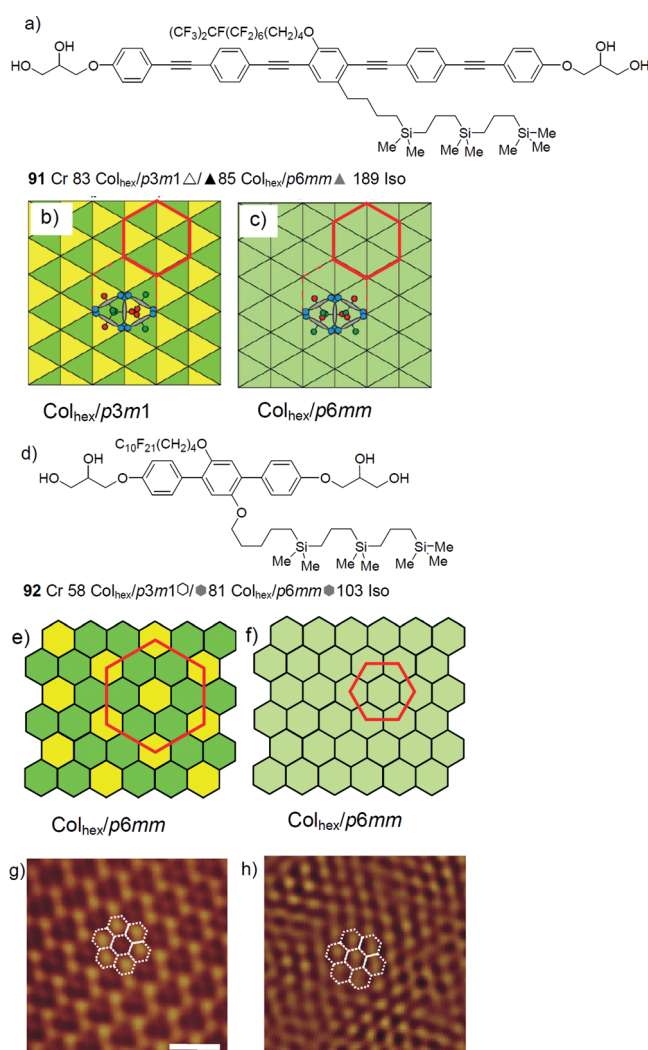 a)
(CF₃)₂CF(CF₂)₆(CH₂)₄O
OH
HO
O
O
OH
OH
Si
Si
Si
Me
Me Me
Me Me
Me Me
91 Cr 83 Colhex/p3m1△/▲85 Colhex/p6mm▲ 189 Iso
b)
c)
Colhex/p3m1
Colhex/p6mm
d)
C₁₀F₂₁(CH₂)₄O
OH
HO
O
O
OH
OH
O
Si
Si
Si
Me
Me Me
Me Me
Me Me
92 Cr 58 Colhex/p3m1⬡/⬢81 Colhex/p6mm⬢103 Iso
e)
f)
Colhex/p6mm
Colhex/p6mm
g)
h)